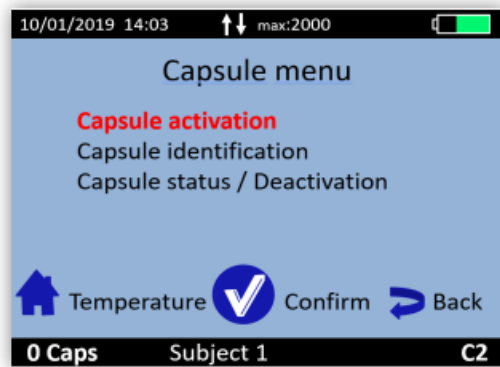 10/01/2019 14:03 max:2000
Capsule menu
Capsule activation
Capsule identification
Capsule status / Deactivation
Temperature Confirm Back
0 Caps Subject 1 C2